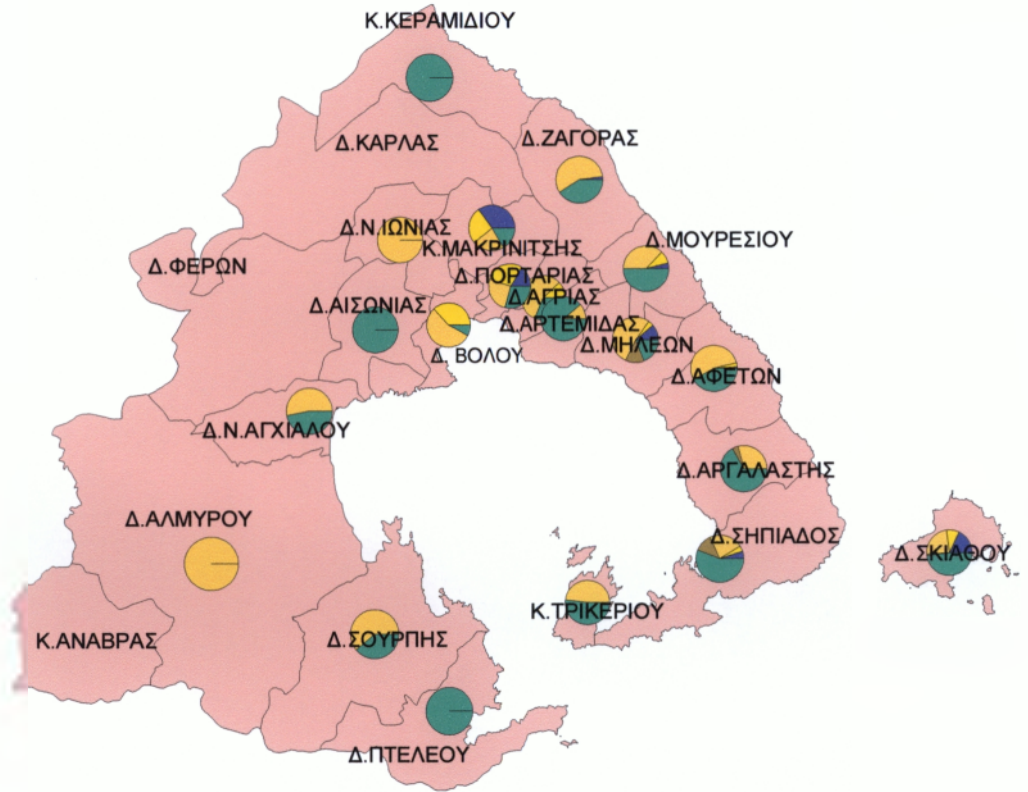 Κ.ΚΕΡΑΜΙΔΙΟΥ
Δ.ΚΑΡΛΑΣ
Δ.ΖΑΓΟΡΑΣ
Δ.Ν.ΙΩΝΙΑΣ
Κ.ΜΑΚΡΙΝΙΤΣΗΣ
Δ.ΜΟΥΡΕΣΙΟΥ
Δ.ΦΕΡΩΝ
Δ.ΠΟΡΤΑΡΙΑΣ
Δ.ΑΓΡΙΑΣ
Δ.ΑΙΣΩΝΙΑΣ
Δ.ΑΡΤΕΜΙΔΑΣ
Δ.ΜΗΛΕΩΝ
Δ. ΒΟΛΟΥ
Δ.ΑΦΕΤΩΝ
Δ.Ν.ΑΓΧΙΑΛΟΥ
Δ.ΑΡΓΑΛΑΣΤΗΣ
Δ.ΑΛΜΥΡΟΥ
Δ.ΣΗΠΙΑΔΟΣ
Δ.ΣΚΙΑΘΟΥ
Κ.ΤΡΙΚΕΡΙΟΥ
Κ.ΑΝΑΒΡΑΣ
Δ.ΣΟΥΡΠΗΣ
Δ.ΠΤΕΛΕΟΥ